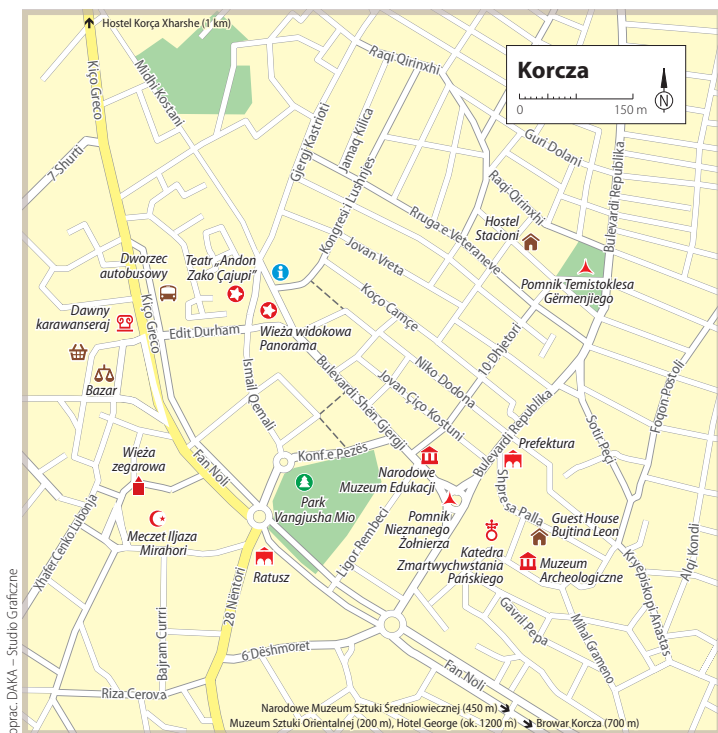 Hostel Korça Xharshe (1 km)
Korcza
0
150 m
N
Kiço Greco
Midhi Kostani
Raqi Qirinxhi
Gjergj Kastrioti
Jamaq Kilica
Guri Dolani
Bulevardi Republika
7 Shurti
Kongresi i Lushnjes
Raqi Qirinxhi
Rruga e Veteranëve
Hostel
Stacioni
Jovan Vreta
Dworzec
autobusowy
Teatr „Andon
Zako Çajupi”
Pomnik Temistoklesa
Gërmenjiego
Koço Camçe
Dawny
karawanseraj
Kiço Greco
Edit Durham
Wieża widokowa
Panorama
10 Dhjetori
Bazar
Ismail Qemali
Bulevardi Shën Gjergji
Niko Dodona
Jovan Çiço Kostuni
Foqon Postoli
Bulevardi Republika
Sotir Peçi
Wieża
zegarowa
Fan Noli
Konf. e Pezës
Prefektura
Narodowe
Muzeum Edukacji
Shpresa Palla
Park
Vangjusha Mio
Pomnik
Nieznanego
Żołnierza
Guest House
Bujtina Leon
Xhafer Cenko Lubonja
Meczet Iljaza
Mirahori
Ligor Rembeci
Katedra
Zmartwychwstania
Pańskiego
Muzeum
Archeologiczne
Alqi Kondi
Ratusz
Kryepiskopi Anastas
28 Nëntori
Gavril Pepa
Mihal Grameno
Bajram Currri
6 Dëshmoret
Fan Noli
Riza Cerova
Narodowe Muzeum Sztuki Średniowiecznej (450 m)
Muzeum Sztuki Orientalnej (200 m), Hotel George (ok. 1200 m)
Browar Korcza (700 m)
oprac. DAKA – Studio Graficzne